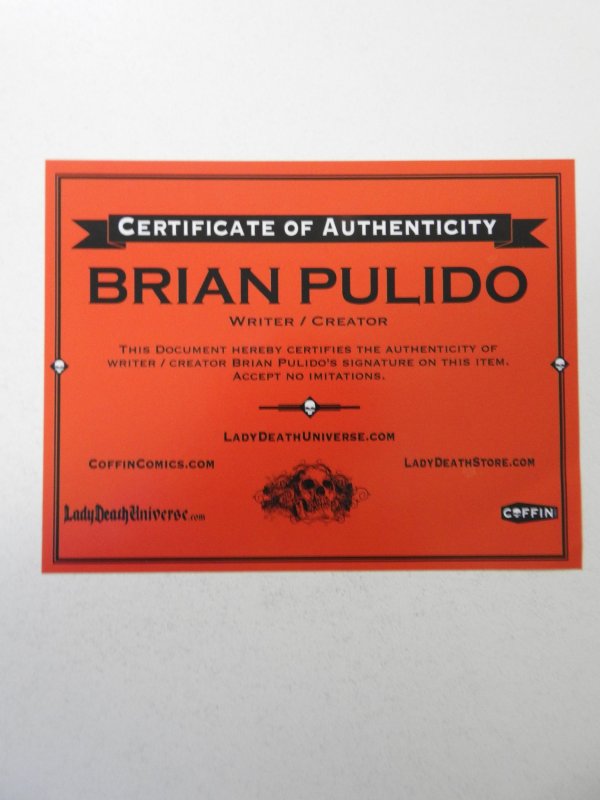 CERTIFICATE OF AUTHENTICITY
BRIAN PULIDO
WRITER / CREATOR
THIS DOCUMENT HEREBY CERTIFIES THE AUTHENTICITY OF
WRITER / CREATOR BRIAN PULIDO'S SIGNATURE ON THIS ITEM.
ACCEPT NO IMITATIONS.
LADYDEATHUNIVERSE.COM
COFFINCOMICS.COM
LADYDEATHSTORE.COM
LadyDeathUniverse.com
COFFIN